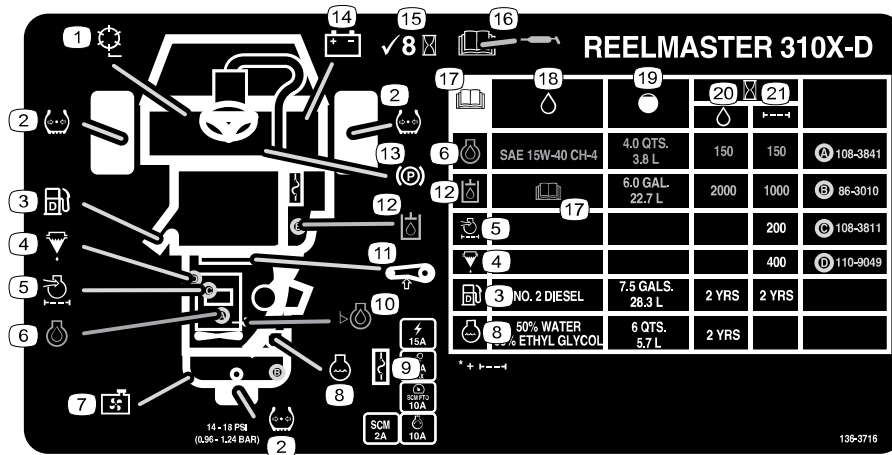 REELMASTER 310X-D
1
14
15
16
8
17
18
19
20
21
2
2
6
SAE 15W-40 CH-4
4.0 QTS.
3.8 L
150
150
A 108-3841
13
P
12
6.0 GAL.
22.7 L
2000
1000
B 86-3010
17
3
D
12
5
200
C 108-3811
4
11
4
400
D 110-9049
5
C
3
D
NO. 2 DIESEL
7.5 GALS.
28.3 L
2 YRS
2 YRS
6
A
10
8
50% WATER
% ETHYL GLYCOL
6 QTS.
5.7 L
2 YRS
15A
9
7
B
8
* +
SCM PTO
10A
14 - 18 PSI
(0.96 - 1.24 BAR)
2
SCM
2A
10A
136-3716